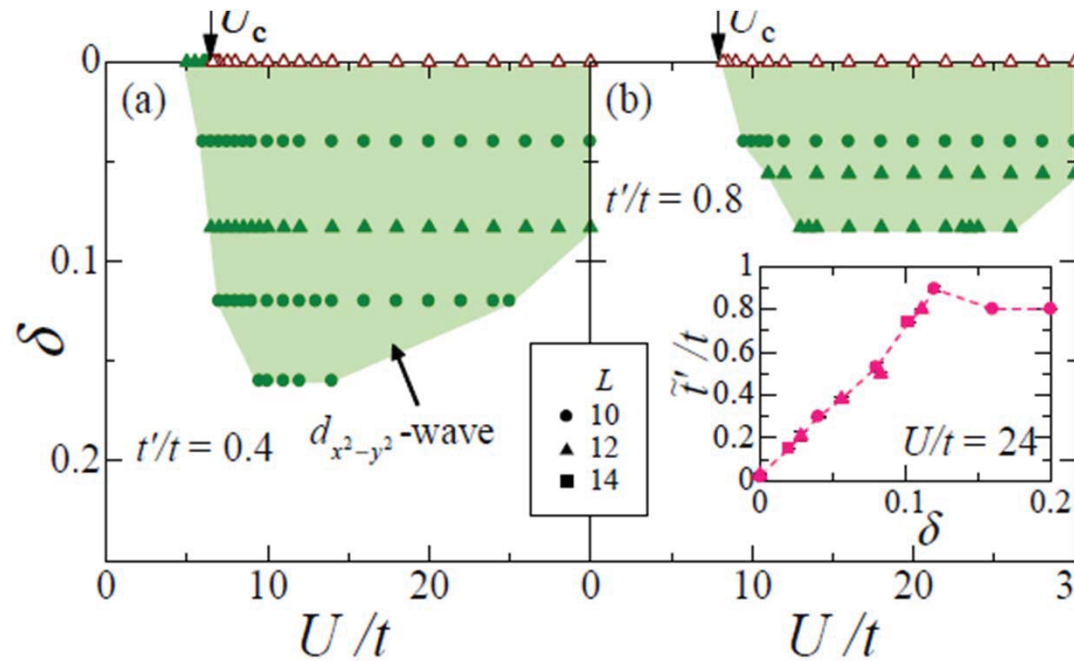 U_c
U_c
0
(a)
(b)
t'/t = 0.8
0.1
δ
0.2
t'/t = 0.4
d_{x²−y²}-wave
L
10
12
14
1
0.8
0.6
0.4
0.2
0
t̃'/t
U/t = 24
0
0.1
0.2
δ
0
10
20
0
10
20
3
U/t
U/t